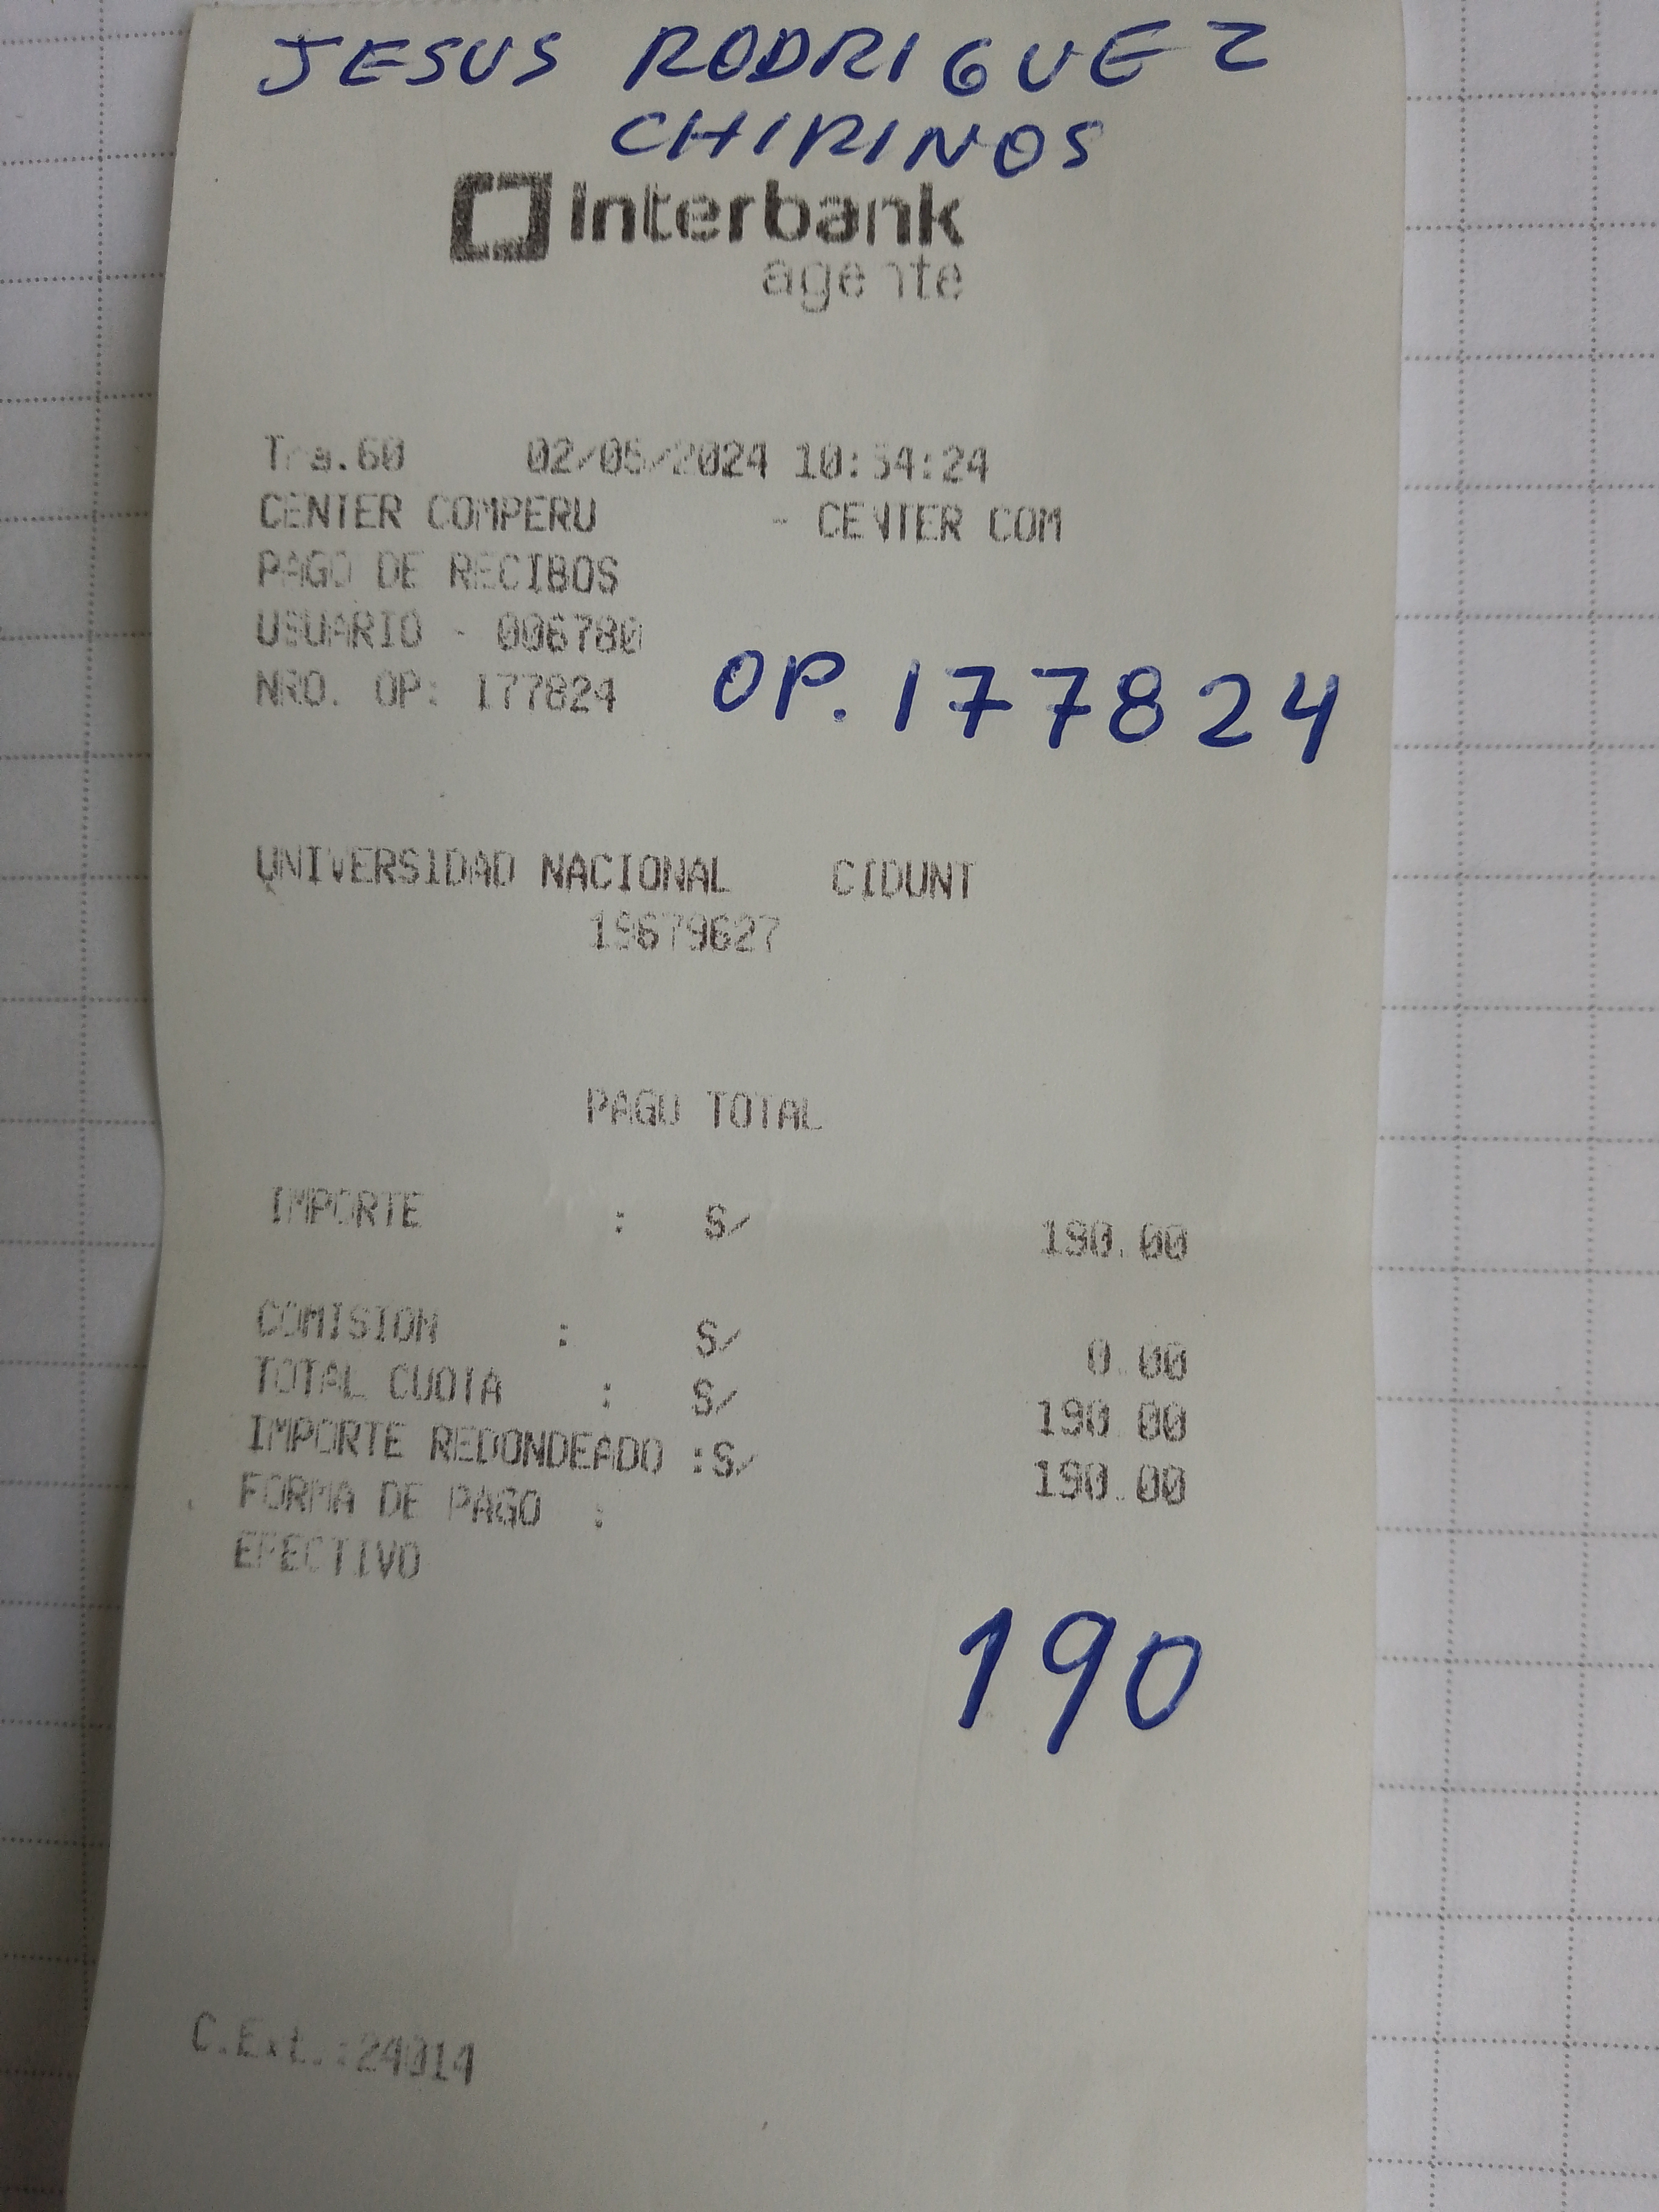 JESUS RODRIGUEZ
CHIRINOS
Interbank
agente
Tra.60 02/05/2024 10:54:24
CENTER COMPERU - CENTER COM
PAGO DE RECIBOS
USUARIO - 006780
NRO. OP: 177824 OP. 177824
UNIVERSIDAD NACIONAL CIDUNT
19679627
PAGO TOTAL
IMPORTE : S/ 190.00
COMISION : S/ 0.00
TOTAL CUOTA : S/ 190.00
IMPORTE REDONDEADO :S/ 190.00
FORMA DE PAGO :
EFECTIVO
190
C.Ext.:24014